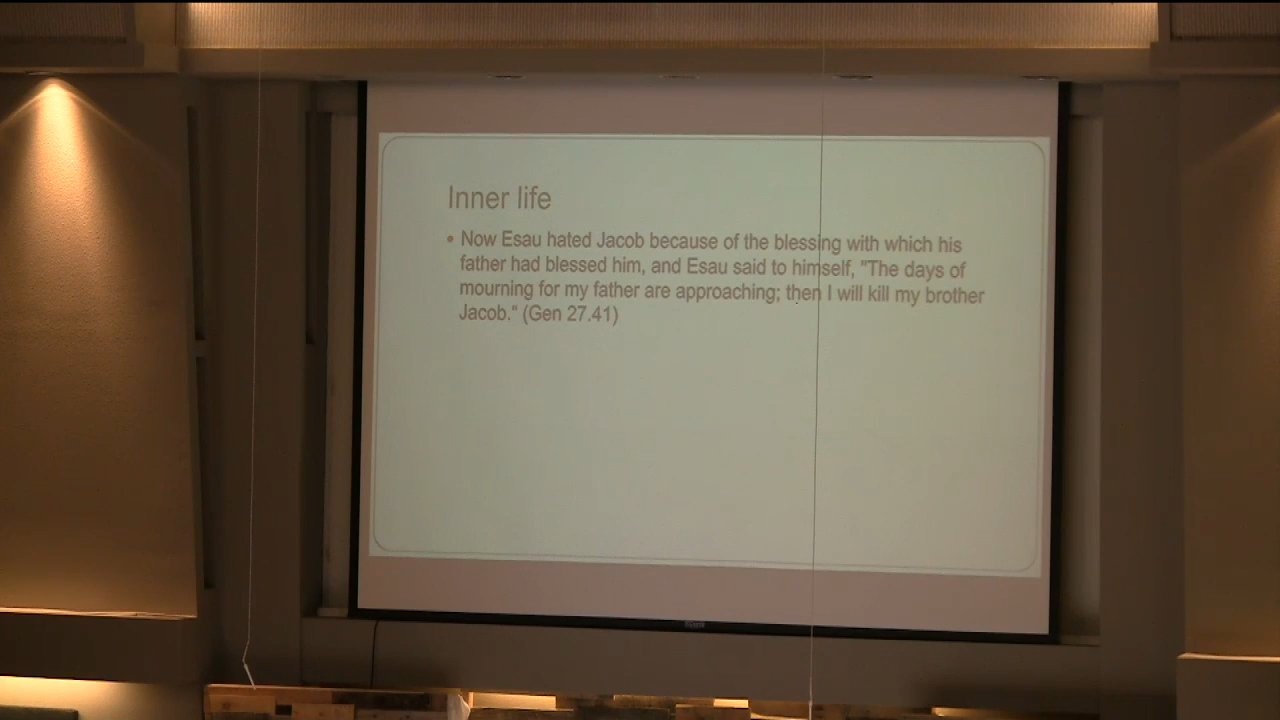 Inner life
• Now Esau hated Jacob because of the blessing with which his
father had blessed him, and Esau said to himself, "The days of
mourning for my father are approaching; then I will kill my brother
Jacob.“ (Gen 27.41)